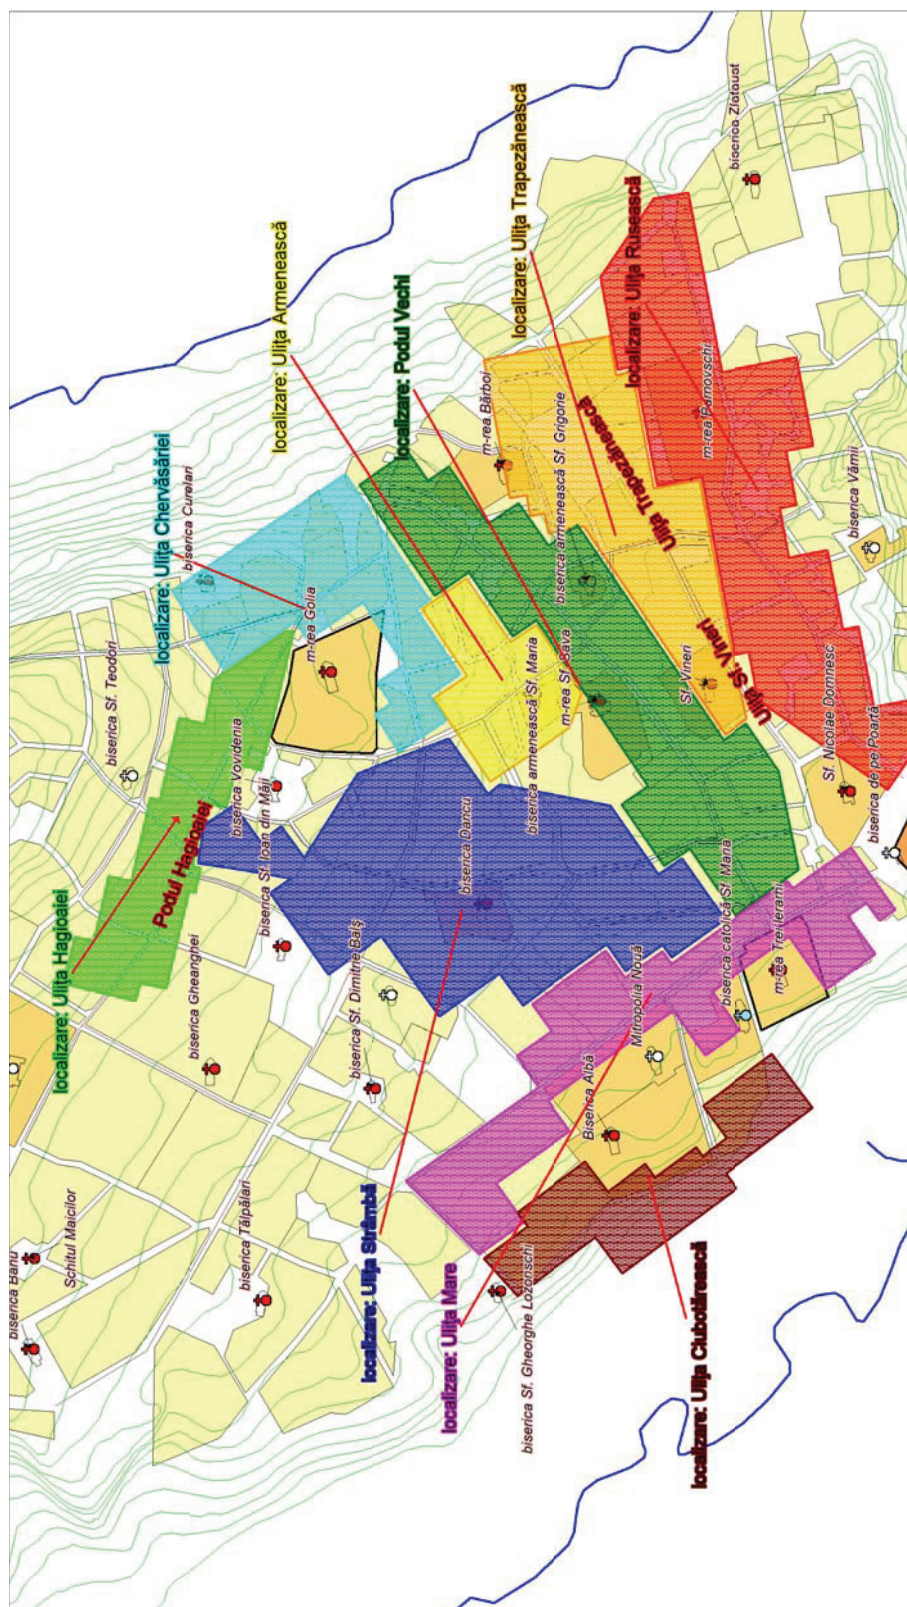 biserica Banu
Schitul Maicilor
biserica Tălpălari
biserica Gheanghei
localizare: Ulița Hagioaiei
Podul Hagioaiei
biserica Sf. Teodori
biserica Vovidenia
biserica Sf. Ioan din Măji
biserica Sf. Dimitrie Balș
localizare: Ulița Chervăsăriei
biserica Curelari
m-rea Golia
localizare: Ulița Armenească
localizare: Podul Vechi
localizare: Ulița Strâmbă
localizare: Ulița Mare
biserica Sf. Gheorghe Lozonschi
localizare: Ulița Ciubotărească
biserica Dancu
biserica armenească Sf. Maria
m-rea Sf. Sava
biserica armenească Sf. Grigorie
m-rea Bărboi
localizare: Ulița Trapezănească
Ulița Trapezănească
localizare: Ulița Rusească
m-rea Barnovschi
biserica Zlataust
Biserica Albă
Mitropolia Nouă
biserica catolică Sf. Maria
m-rea Trei Ierarhi
Sf. Vineri
Ulița Sf. Vineri
Sf. Nicolae Domnesc
biserica de pe Poartă
biserica Vămii